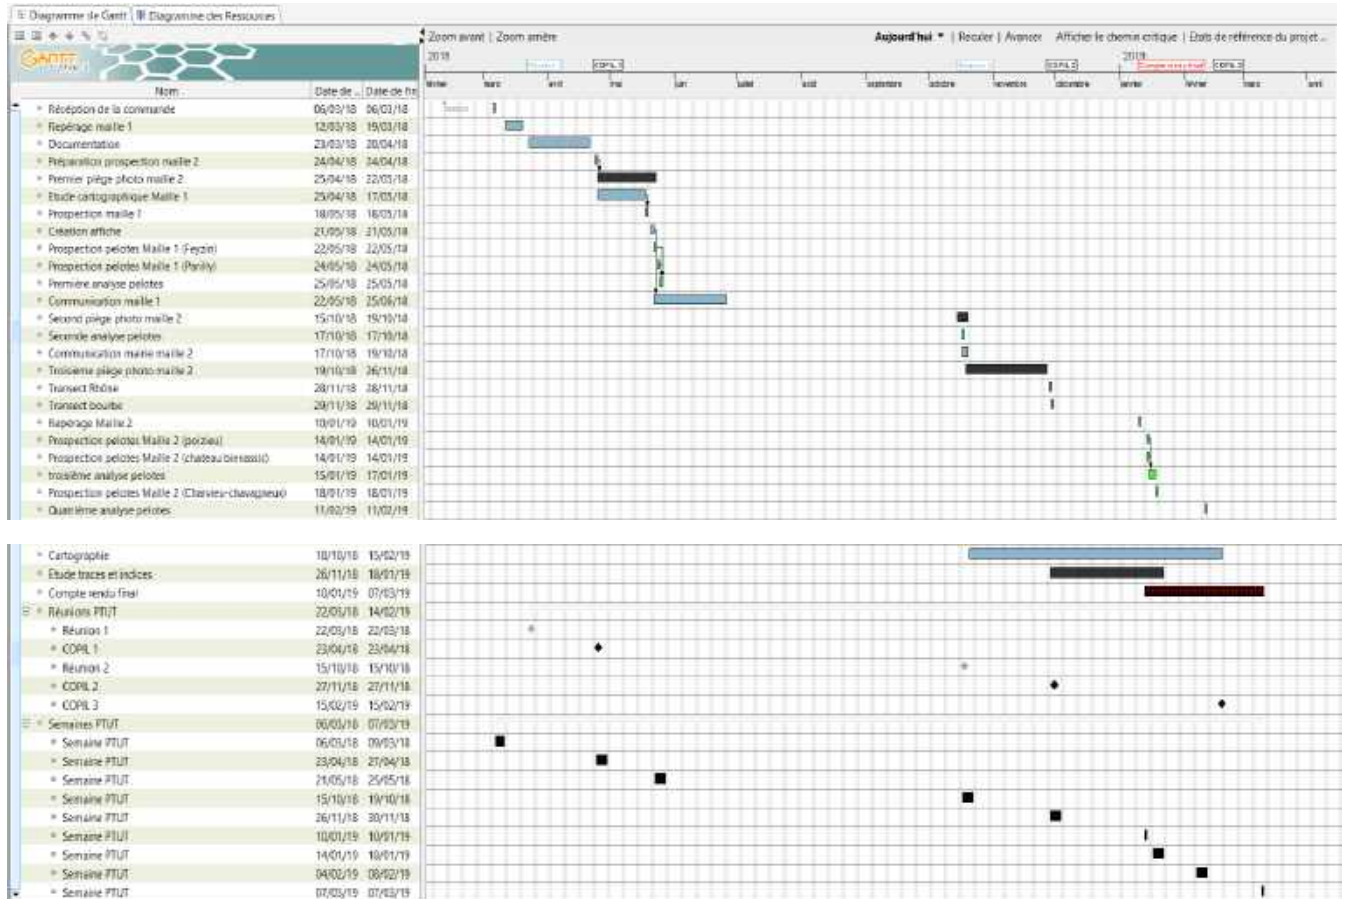 Diagramme de Gantt Diagramme des Ressources
Zoom avant | Zoom arrière Aujourd'hui | Reculer | Avancer Afficher le chemin critique | Etats de référence du projet ...
GANTT
2018 COPIL 1 COPIL 2 2019 COPIL 3
Nom Date de ... Date de fin
février mars avril mai juin juillet août septembre octobre novembre décembre janvier février mars avril
Récéption de la commande 06/03/18 06/03/18
Repérage maille 1 12/03/18 19/03/18
Documentation 23/03/18 20/04/18
Préparation prospection maille 2 24/04/18 24/04/18
Premier piège photo maille 2 25/04/18 22/05/18
Etude cartographique Maille 1 25/04/18 17/05/18
Prospection maille 1 18/05/18 18/05/18
Création affiche 21/05/18 21/05/18
Prospection pelotes Maille 1 (Feyzin) 22/05/18 22/05/18
Prospection pelotes Maille 1 (Parilly) 24/05/18 24/05/18
Première analyse pelotes 25/05/18 25/05/18
Communication maille 1 22/05/18 25/06/18
Second piège photo maille 2 15/10/18 19/10/18
Seconde analyse pelotes 17/10/18 17/10/18
Communication mairie maille 2 17/10/18 19/10/18
Troisieme piège photo maille 2 19/10/18 26/11/18
Transect Rhône 28/11/18 28/11/18
Transect bourbe 29/11/18 29/11/18
Repérage Maille 2 10/01/19 10/01/19
Prospection pelotes Maille 2 (poizieu) 14/01/19 14/01/19
Prospection pelotes Maille 2 (chateau bienassis) 14/01/19 14/01/19
troisième analyse pelotes 15/01/19 17/01/19
Prospection pelotes Maille 2 (Charvieu-chavagneux) 18/01/19 18/01/19
Quatrième analyse pelotes 11/02/19 11/02/19
Cartographie 18/10/18 15/02/19
Etude traces et indices 26/11/18 18/01/19
Compte rendu final 10/01/19 07/03/19
Réunions PTUT 22/03/18 14/02/19
Réunion 1 22/03/18 22/03/18
COPIL 1 23/04/18 23/04/18
Réunion 2 15/10/18 15/10/18
COPIL 2 27/11/18 27/11/18
COPIL 3 15/02/19 15/02/19
Semaines PTUT 06/03/18 07/03/19
Semaine PTUT 06/03/18 09/03/18
Semaine PTUT 23/04/18 27/04/18
Semaine PTUT 21/05/18 25/05/18
Semaine PTUT 15/10/18 19/10/18
Semaine PTUT 26/11/18 30/11/18
Semaine PTUT 10/01/19 10/01/19
Semaine PTUT 14/01/19 18/01/19
Semaine PTUT 04/02/19 08/02/19
Semaine PTUT 07/03/19 07/03/19